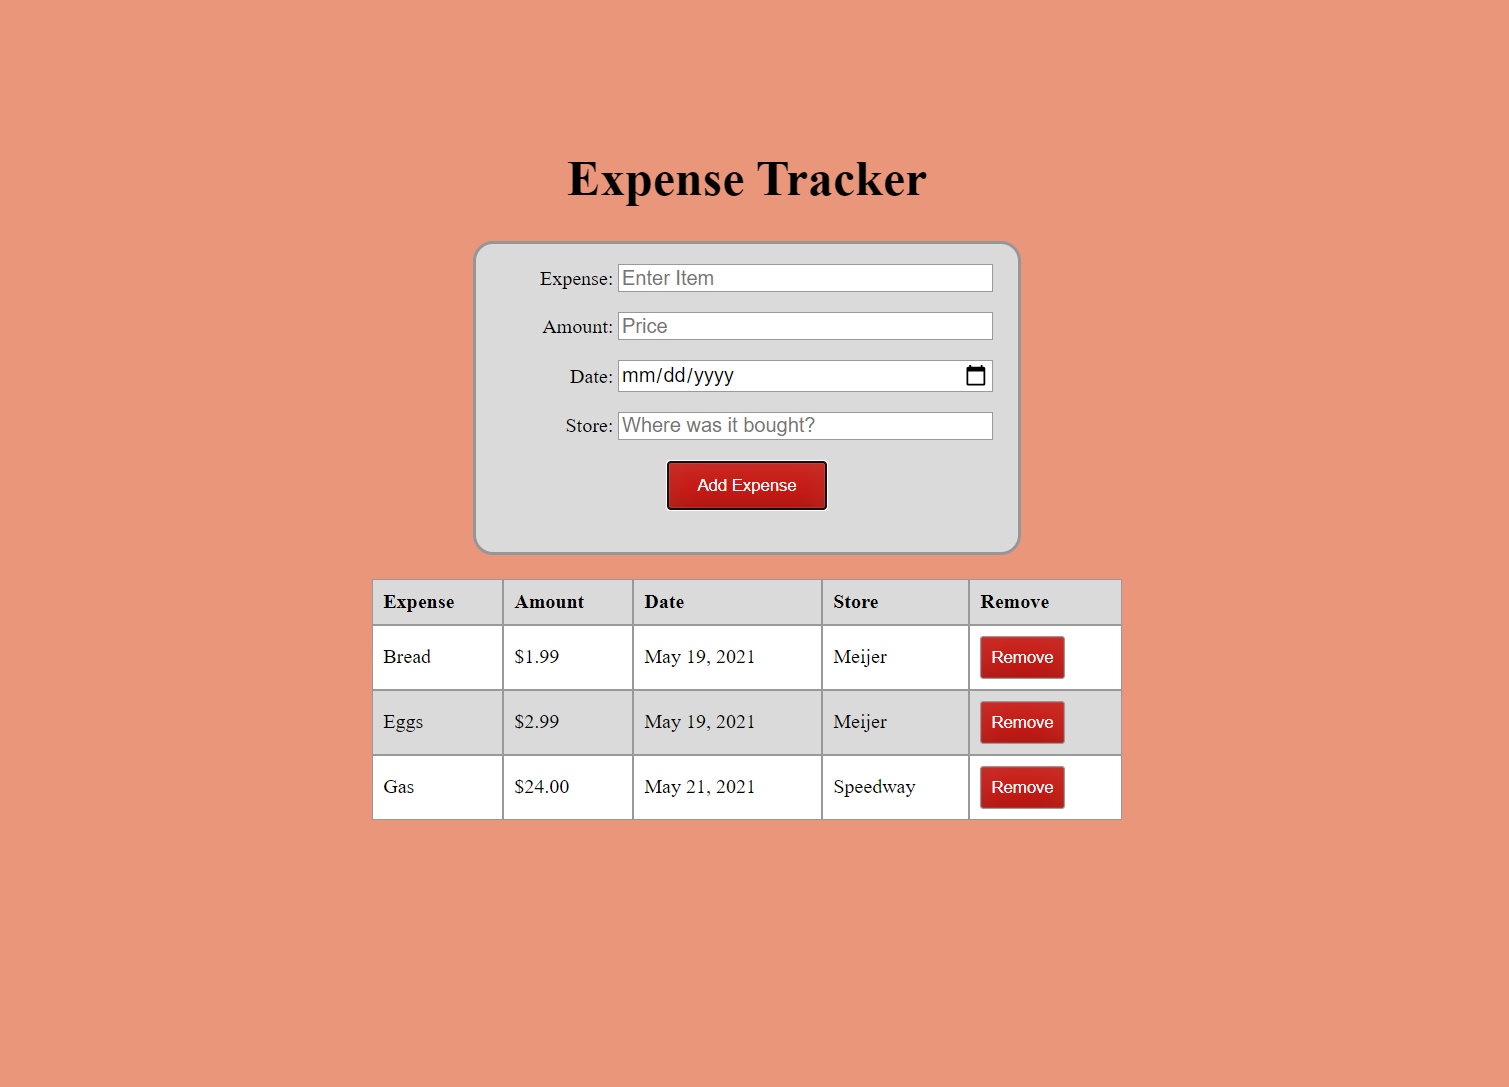 Expense Tracker
Expense: Enter Item
Amount: Price
Date: mm/dd/yyyy
Store: Where was it bought?
Add Expense
Expense Amount Date Store Remove
Bread $1.99 May 19, 2021 Meijer Remove
Eggs $2.99 May 19, 2021 Meijer Remove
Gas $24.00 May 21, 2021 Speedway Remove